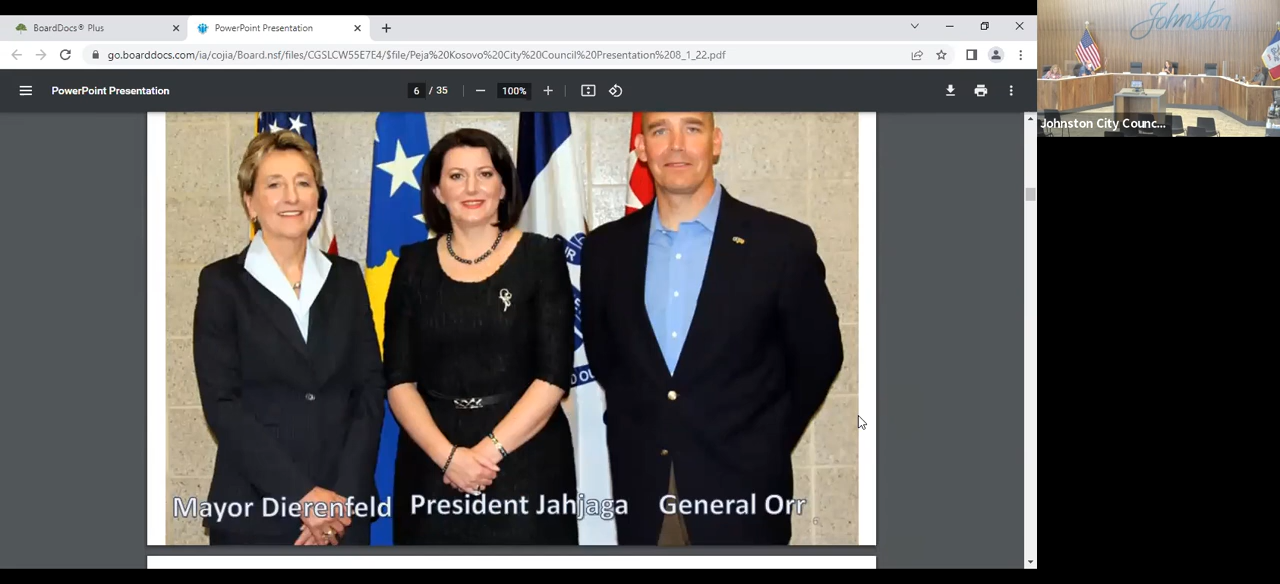 BoardDocs® Plus
PowerPoint Presentation
go.boarddocs.com/ia/cojia/Board.nsf/files/CGSLCW55E7E4/$file/Peja%20Kosovo%20City%20Council%20Presentation%208_1_22.pdf
PowerPoint Presentation
6 / 35
100%
Johnston
Johnston City Counc...
Mayor Dierenfeld
President Jahjaga
General Orr
6